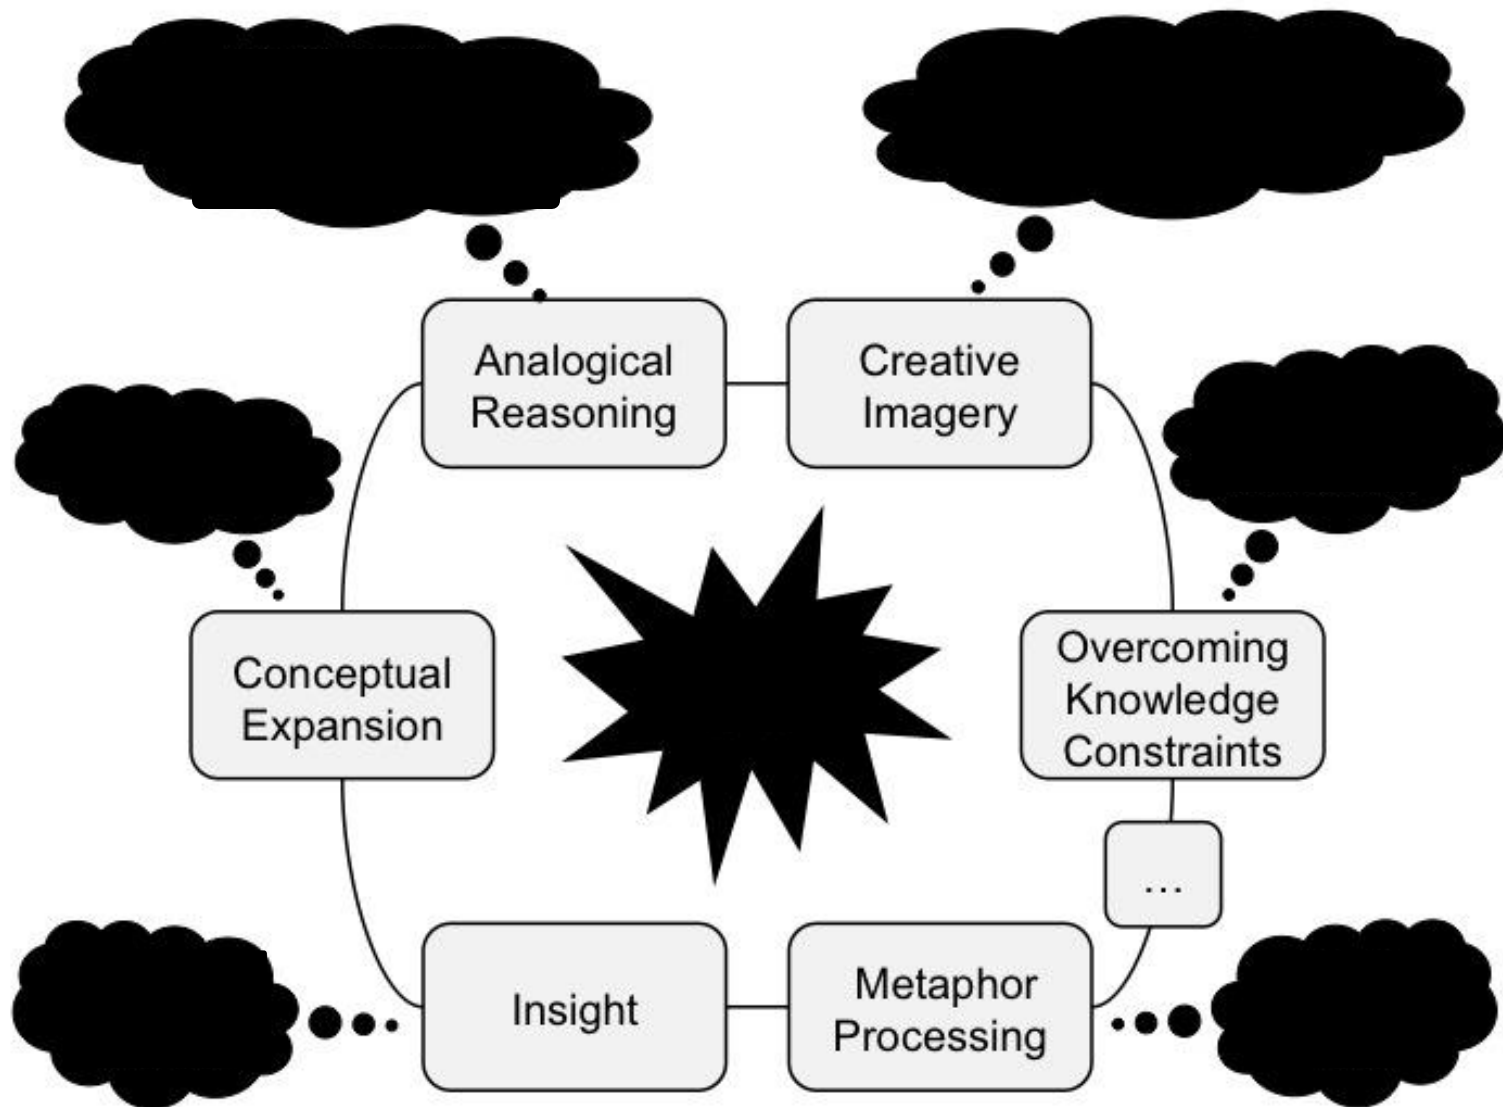 Analogical
Reasoning
Creative
Imagery
Conceptual
Expansion
Overcoming
Knowledge
Constraints
...
Insight
Metaphor
Processing